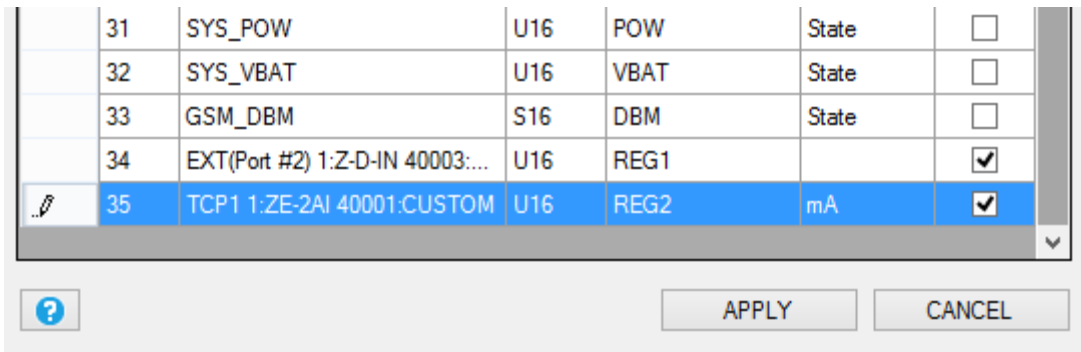 31 SYS_POW U16 POW State
32 SYS_VBAT U16 VBAT State
33 GSM_DBM S16 DBM State
34 EXT(Port #2) 1:Z-D-IN 40003:... U16 REG1
35 TCP1 1:ZE-2AI 40001:CUSTOM U16 REG2 mA
? APPLY CANCEL